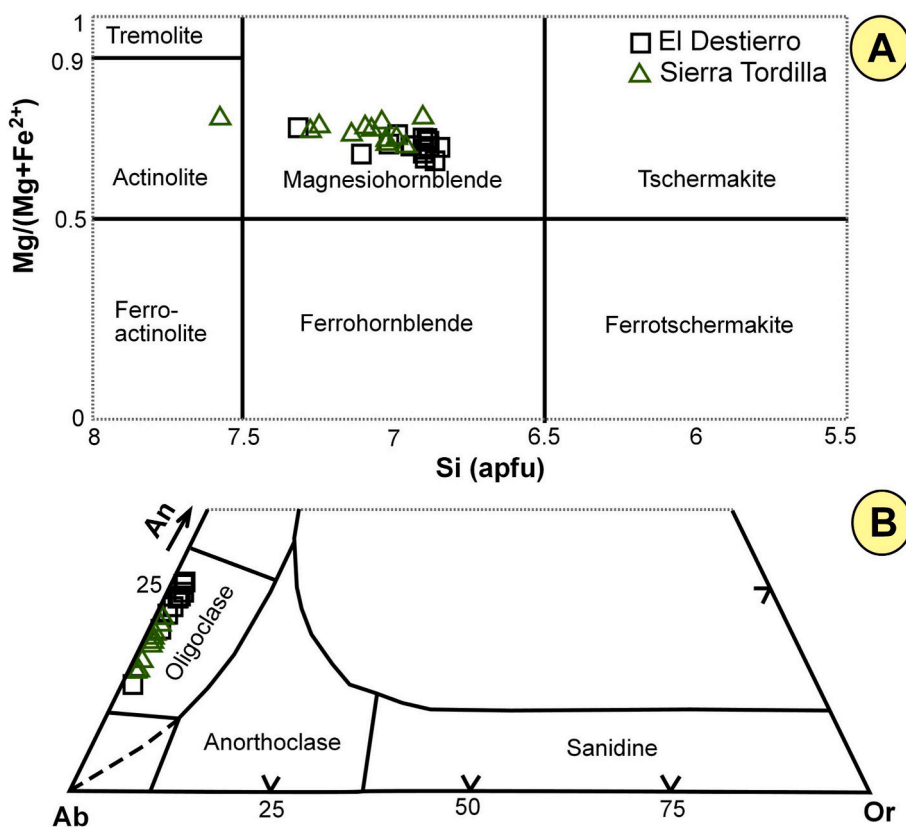 A
El Destierro
Sierra Tordilla
Mg/(Mg+Fe²⁺)
1
0.9
0.5
0
Tremolite
Actinolite
Magnesiohornblende
Tschermakite
Ferro-
actinolite
Ferrohornblende
Ferrotschermakite
8
7.5
7
6.5
6
5.5
Si (apfu)
B
An
25
Oligoclase
Anorthoclase
Sanidine
Ab
25
50
75
Or